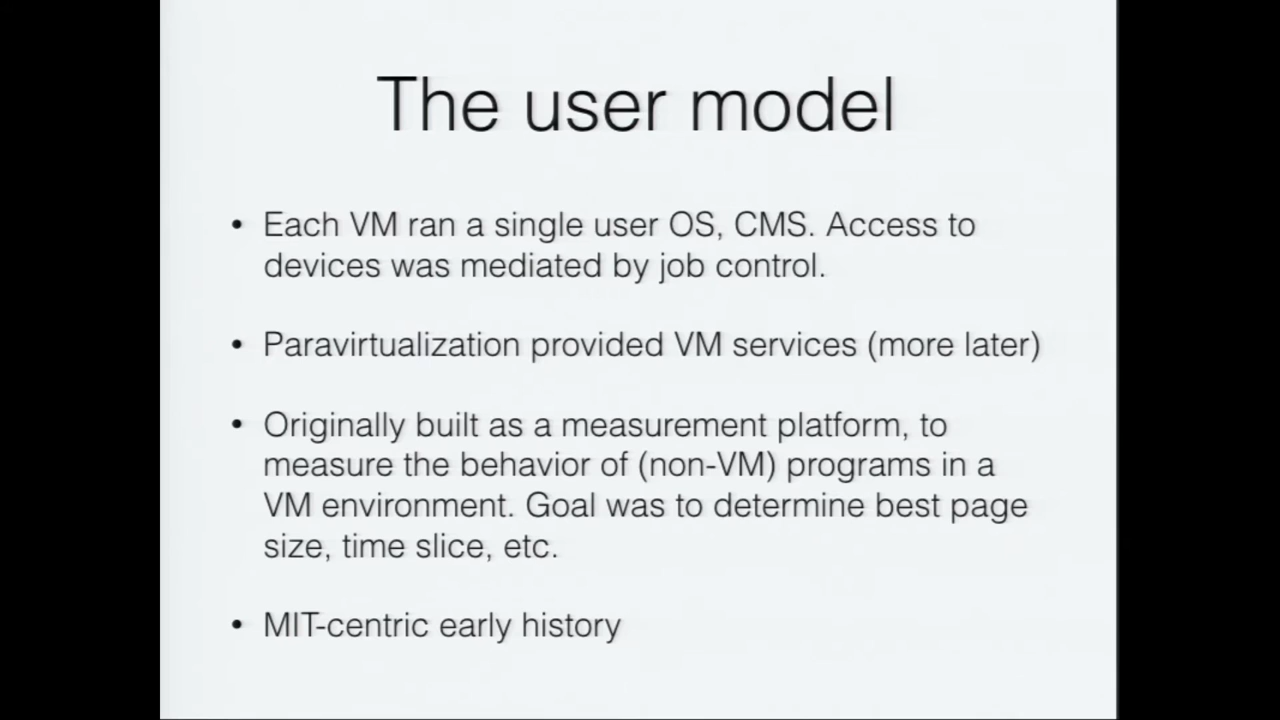 The user model
• Each VM ran a single user OS, CMS. Access to
devices was mediated by job control.
• Paravirtualization provided VM services (more later)
• Originally built as a measurement platform, to
measure the behavior of (non-VM) programs in a
VM environment. Goal was to determine best page
size, time slice, etc.
• MIT-centric early history